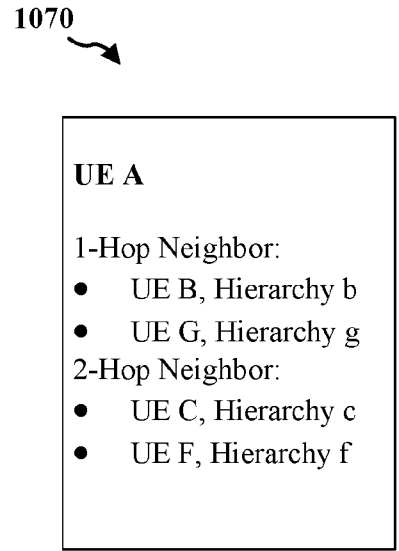 1070
UE A
1-Hop Neighbor:
● UE B, Hierarchy b
● UE G, Hierarchy g
2-Hop Neighbor:
● UE C, Hierarchy c
● UE F, Hierarchy f